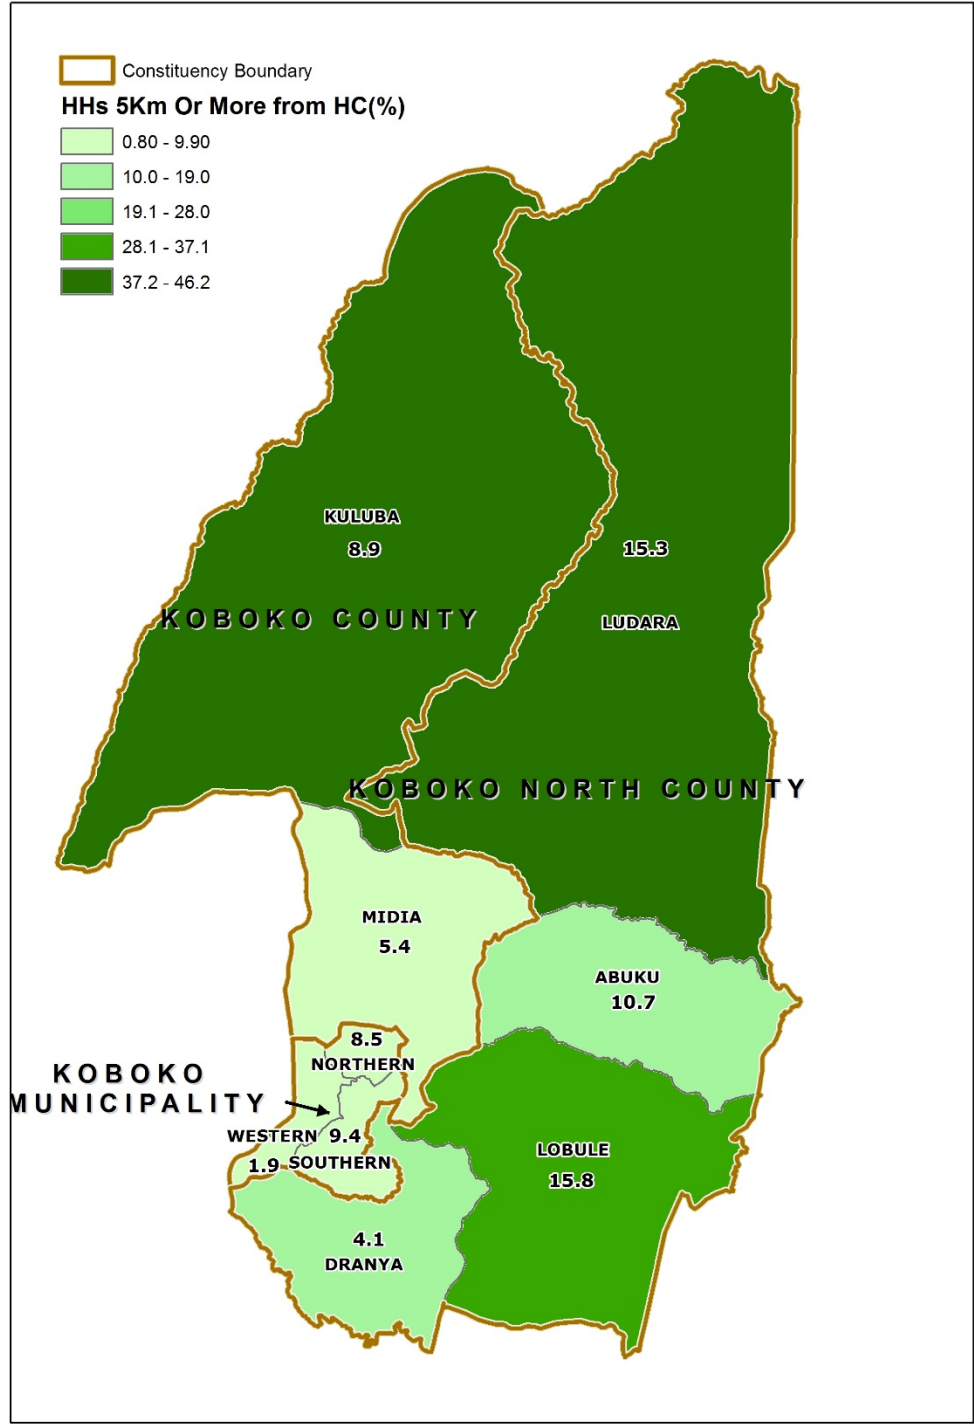 Constituency Boundary
HHs 5Km Or More from HC(%)
0.80 - 9.90
10.0 - 19.0
19.1 - 28.0
28.1 - 37.1
37.2 - 46.2
KULUBA
8.9
15.3
KOBOKO COUNTY
LUDARA
KOBOKO NORTH COUNTY
MIDIA
5.4
ABUKU
10.7
8.5
NORTHERN
KOBOKO
MUNICIPALITY
WESTERN
9.4
1.9
SOUTHERN
LOBULE
15.8
4.1
DRANYA